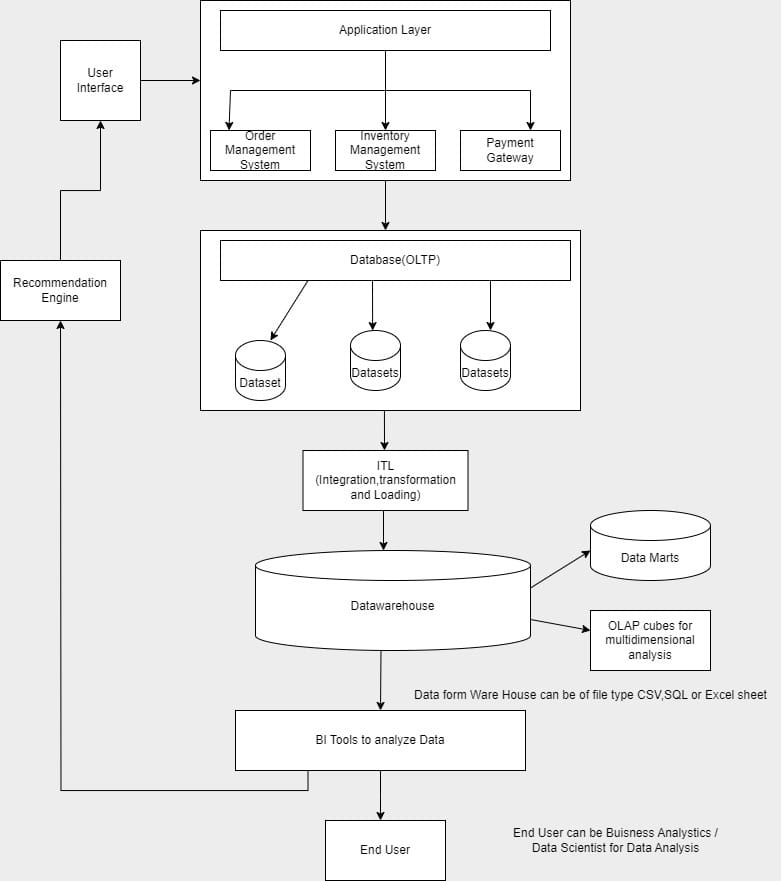 Application Layer
User
Interface
Order
Management
System
Inventory
Management
System
Payment
Gateway
Database(OLTP)
Recommendation
Engine
Dataset
Datasets
Datasets
ITL
(Integration,transformation
and Loading)
Data Marts
Datawarehouse
OLAP cubes for
multidimensional
analysis
Data form Ware House can be of file type CSV,SQL or Excel sheet
BI Tools to analyze Data
End User
End User can be Buisness Analystics /
Data Scientist for Data Analysis